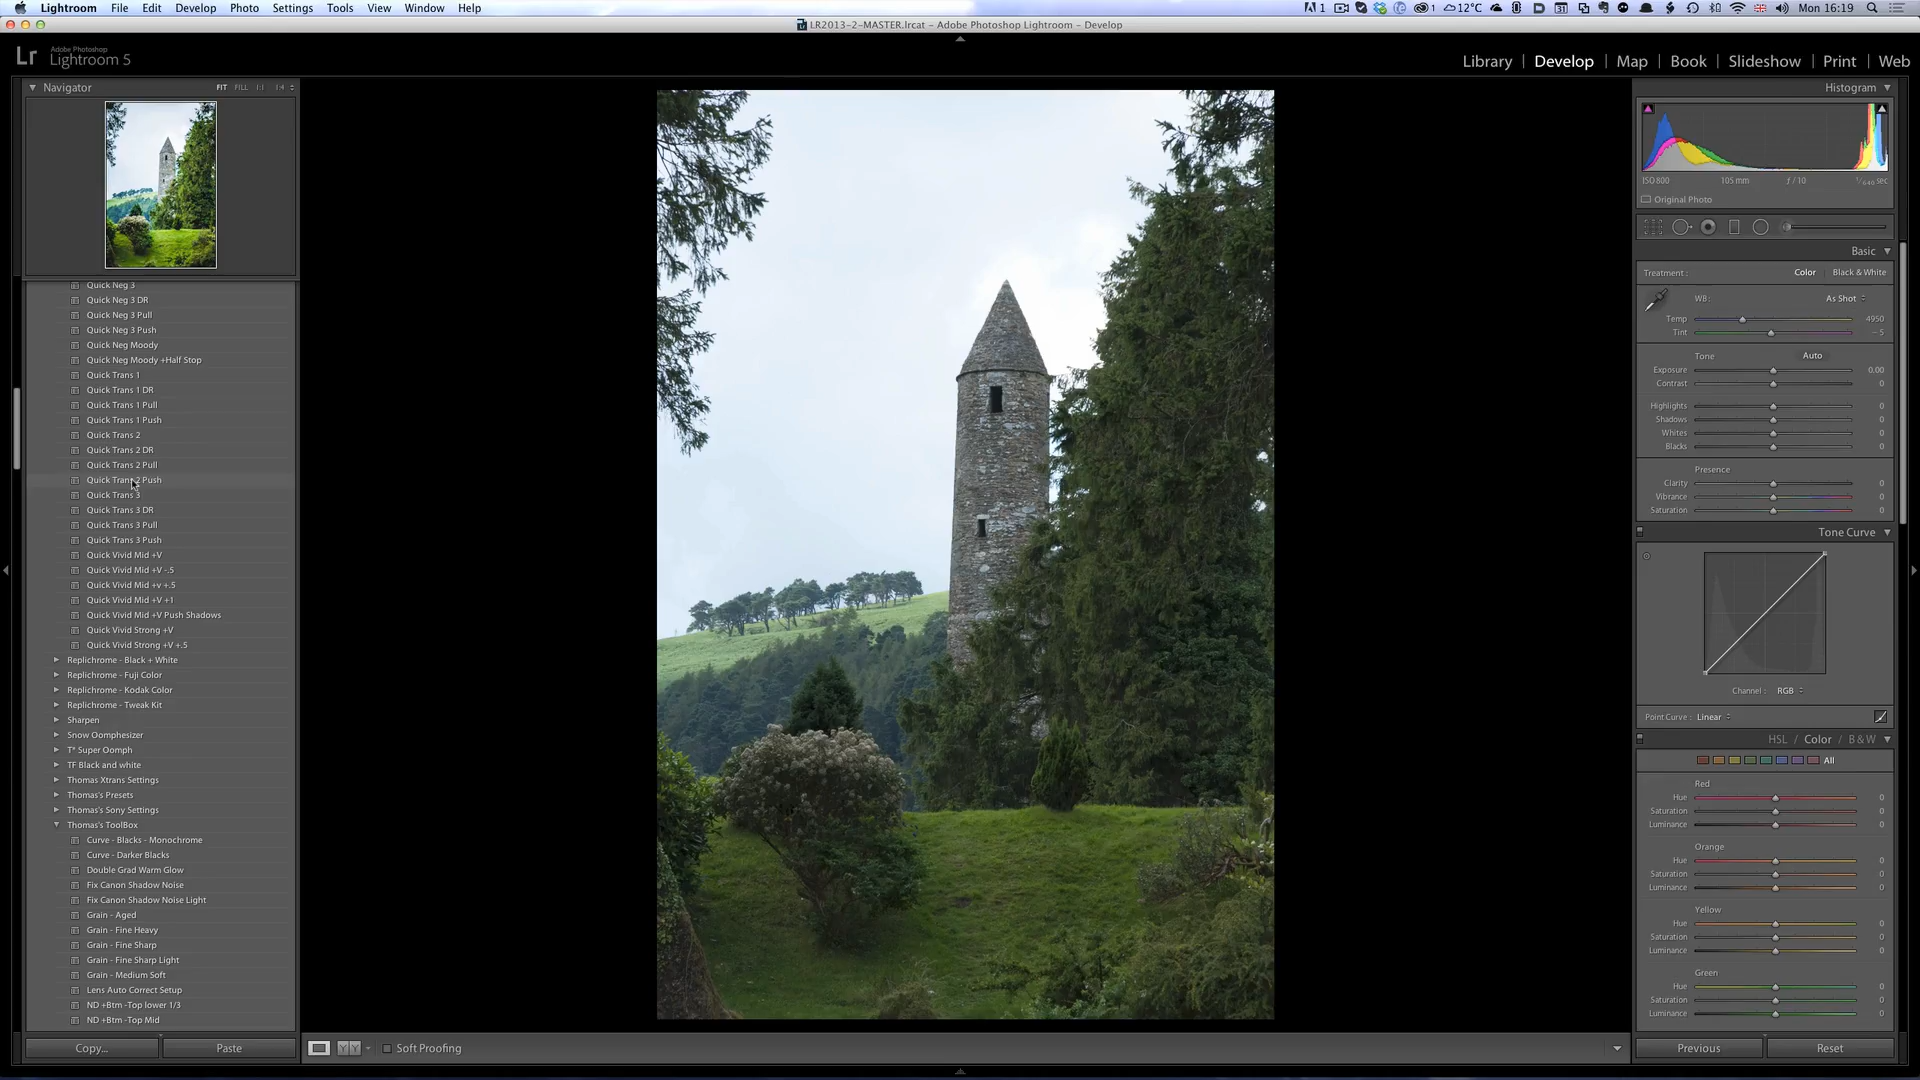 Lightroom File Edit Develop Photo Settings Tools View Window Help
1 1 12°C 31 Mon 16:19
LR2013-2-MASTER.lrcat – Adobe Photoshop Lightroom – Develop
Lr Adobe Photoshop
Lightroom 5
Library | Develop | Map | Book | Slideshow | Print | Web
Navigator FIT FILL 1:1
Quick Neg 3
Quick Neg 3 DR
Quick Neg 3 Pull
Quick Neg 3 Push
Quick Neg Moody
Quick Neg Moody +Half Stop
Quick Trans 1
Quick Trans 1 DR
Quick Trans 1 Pull
Quick Trans 1 Push
Quick Trans 2
Quick Trans 2 DR
Quick Trans 2 Pull
Quick Trans 2 Push
Quick Trans 3
Quick Trans 3 DR
Quick Trans 3 Pull
Quick Trans 3 Push
Quick Vivid Mid +V
Quick Vivid Mid +V -.5
Quick Vivid Mid +v +.5
Quick Vivid Mid +V +1
Quick Vivid Mid +V Push Shadows
Quick Vivid Strong +V
Quick Vivid Strong +V +.5
Replichrome - Black + White
Replichrome - Fuji Color
Replichrome - Kodak Color
Replichrome - Tweak Kit
Sharpen
Snow Oomphesizer
T* Super Oomph
TF Black and white
Thomas Xtrans Settings
Thomas's Presets
Thomas's Sony Settings
Thomas's ToolBox
Curve - Blacks - Monochrome
Curve - Darker Blacks
Double Grad Warm Glow
Fix Canon Shadow Noise
Fix Canon Shadow Noise Light
Grain - Aged
Grain - Fine Heavy
Grain - Fine Sharp
Grain - Fine Sharp Light
Grain - Medium Soft
Lens Auto Correct Setup
ND +Btm -Top lower 1/3
ND +Btm -Top Mid
Copy... Paste
Soft Proofing
Histogram
ISO 800 105 mm ƒ / 10 1/640 sec
Original Photo
Basic
Treatment : Color | Black & White
WB: As Shot
Temp 4950
Tint – 5
Tone Auto
Exposure 0.00
Contrast 0
Highlights 0
Shadows 0
Whites 0
Blacks 0
Presence
Clarity 0
Vibrance 0
Saturation 0
Tone Curve
Channel : RGB
Point Curve : Linear
HSL / Color / B & W
All
Red
Hue 0
Saturation 0
Luminance 0
Orange
Hue 0
Saturation 0
Luminance 0
Yellow
Hue 0
Saturation 0
Luminance 0
Green
Hue 0
Saturation 0
Luminance 0
Previous Reset